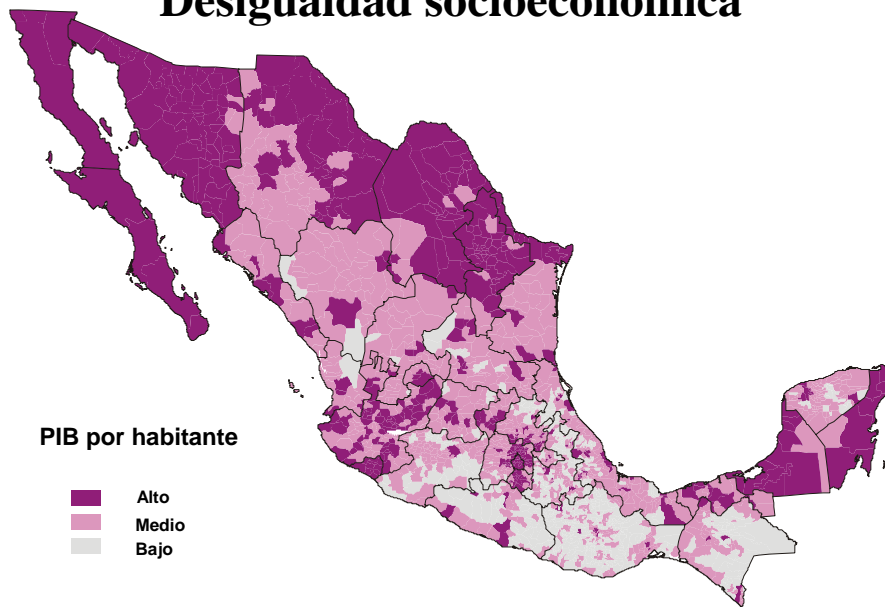 Desigualdad socioeconómica
PIB por habitante
Alto
Medio
Bajo